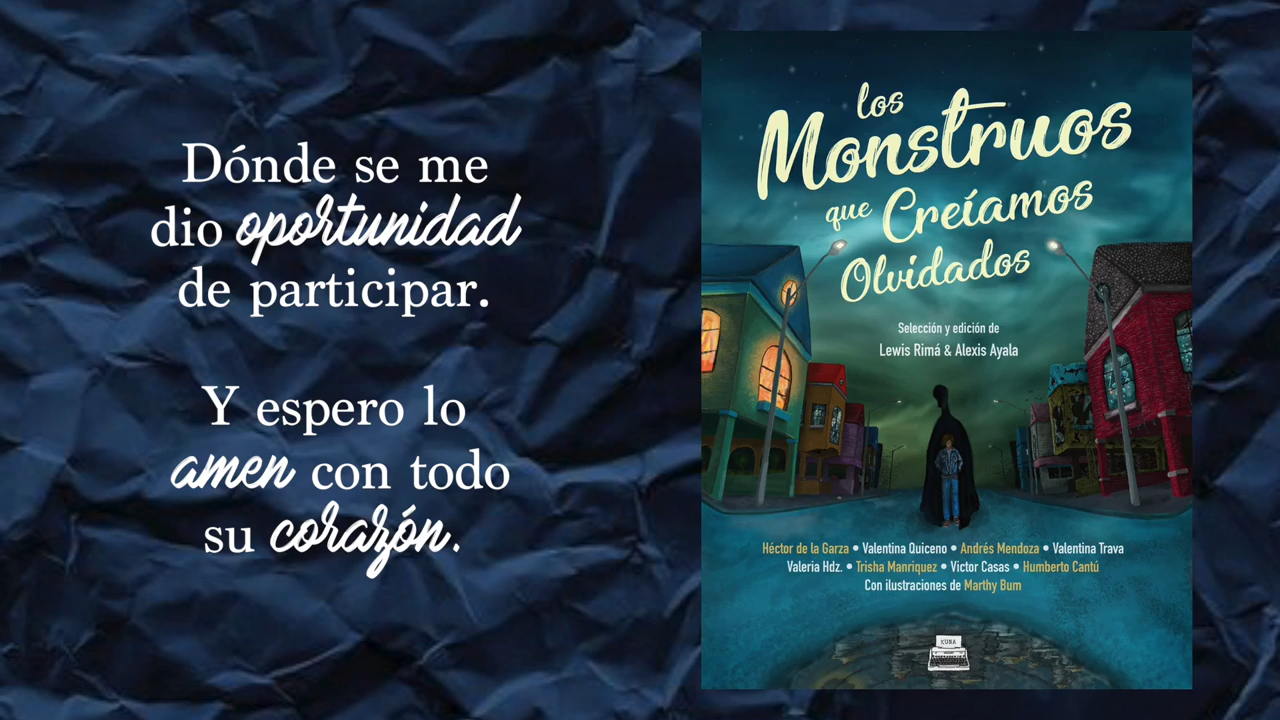 Dónde se me
dio oportunidad
de participar.
Y espero lo
amen con todo
su corazón.
los
Monstruos
que Creíamos
Olvidados
Selección y edición de
Lewis Rimá & Alexis Ayala
Héctor de la Garza • Valentina Quiceno • Andrés Mendoza • Valentina Trava
Valeria Hdz. • Trisha Manriquez • Victor Casas • Humberto Cantú
Con ilustraciones de Marthy Bum
KUNA